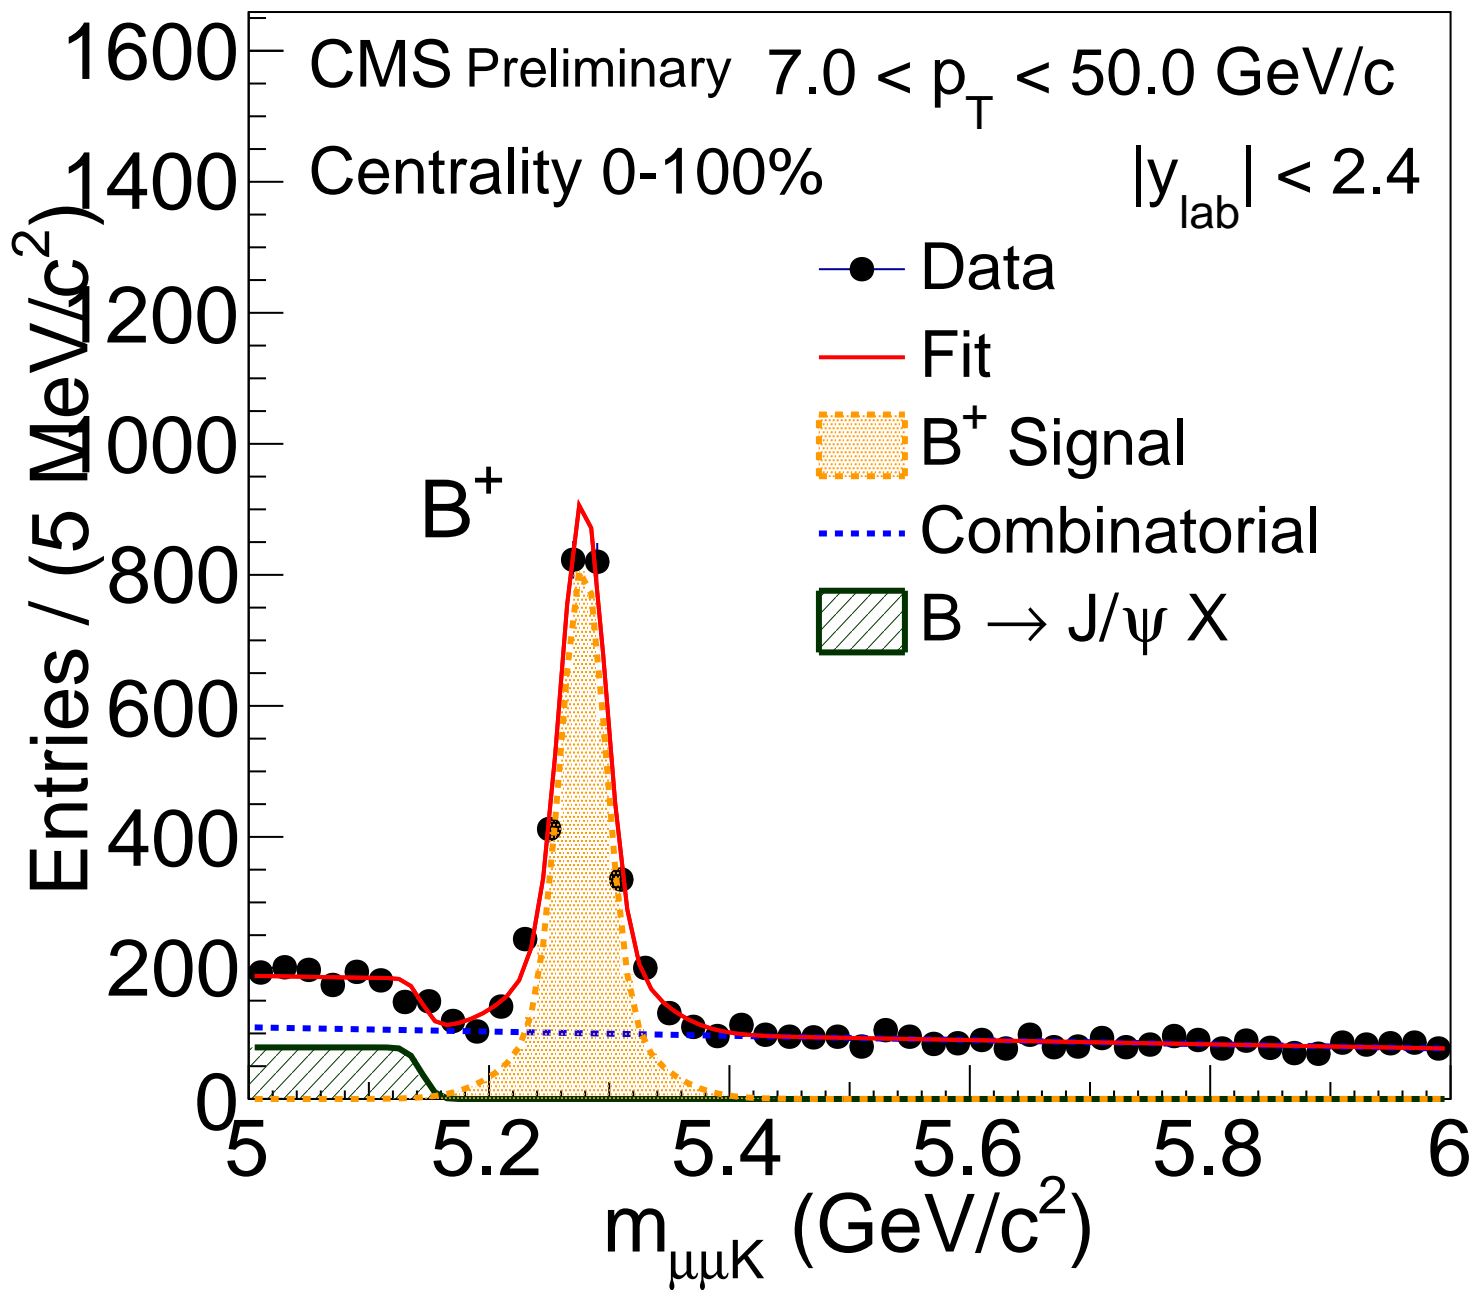 CMS Preliminary 7.0 < p_T < 50.0 GeV/c
Centrality 0-100% |y_lab| < 2.4
Data
Fit
B⁺ Signal
Combinatorial
B → J/ψ X
B⁺
Entries / (5 MeV/c²)
1600
1400
1200
1000
800
600
400
200
0
5 5.2 5.4 5.6 5.8 6
m_μμK (GeV/c²)